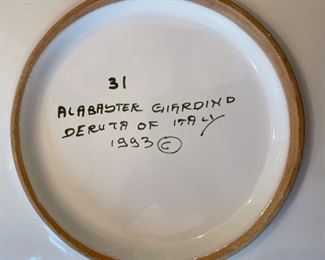 31
ALABASTER GIARDINO
DERUTA OF ITALY
1993 ©